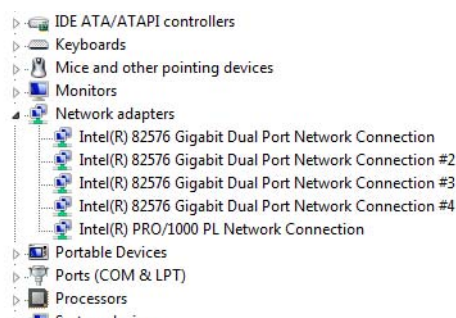 IDE ATA/ATAPI controllers
Keyboards
Mice and other pointing devices
Monitors
Network adapters
Intel(R) 82576 Gigabit Dual Port Network Connection
Intel(R) 82576 Gigabit Dual Port Network Connection #2
Intel(R) 82576 Gigabit Dual Port Network Connection #3
Intel(R) 82576 Gigabit Dual Port Network Connection #4
Intel(R) PRO/1000 PL Network Connection
Portable Devices
Ports (COM & LPT)
Processors